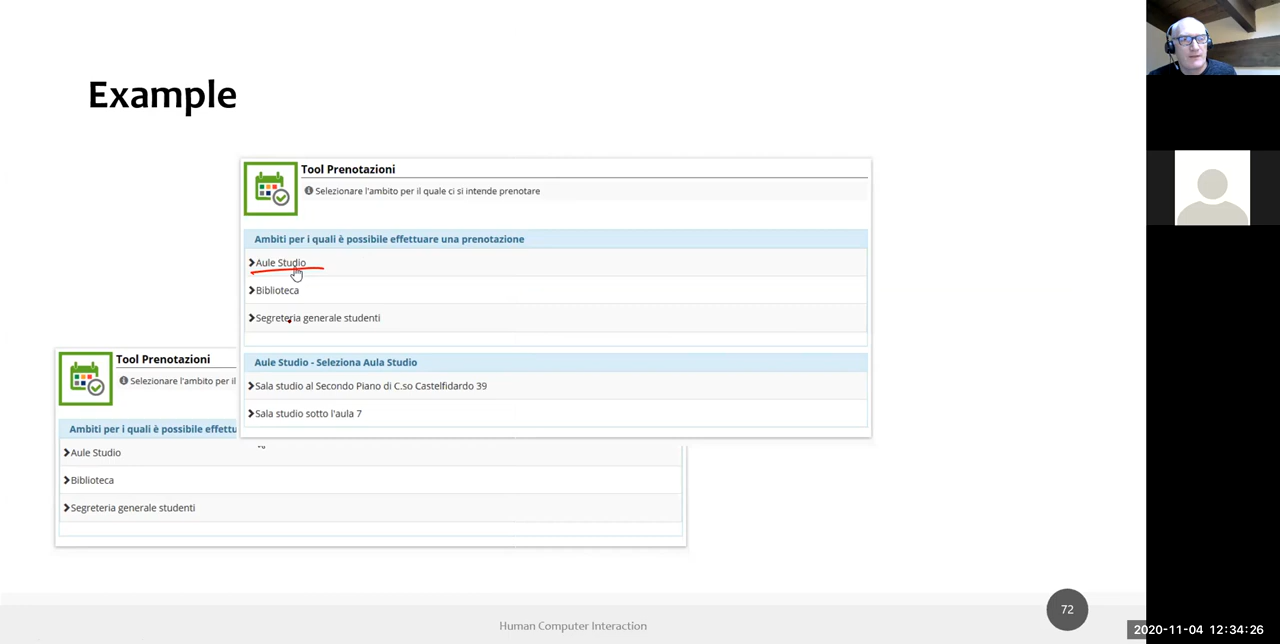 Example
Tool Prenotazioni
Selezionare l'ambito per il quale ci si intende prenotare
Ambiti per i quali è possibile effettuare una prenotazione
Aule Studio
Biblioteca
Segreteria generale studenti
Aule Studio - Seleziona Aula Studio
Sala studio al Secondo Piano di C.so Castelfidardo 39
Sala studio sotto l'aula 7
Tool Prenotazioni
Selezionare l'ambito per il
Ambiti per i quali è possibile effettu
Aule Studio
Biblioteca
Segreteria generale studenti
72
Human Computer Interaction
2020-11-04 12:34:26